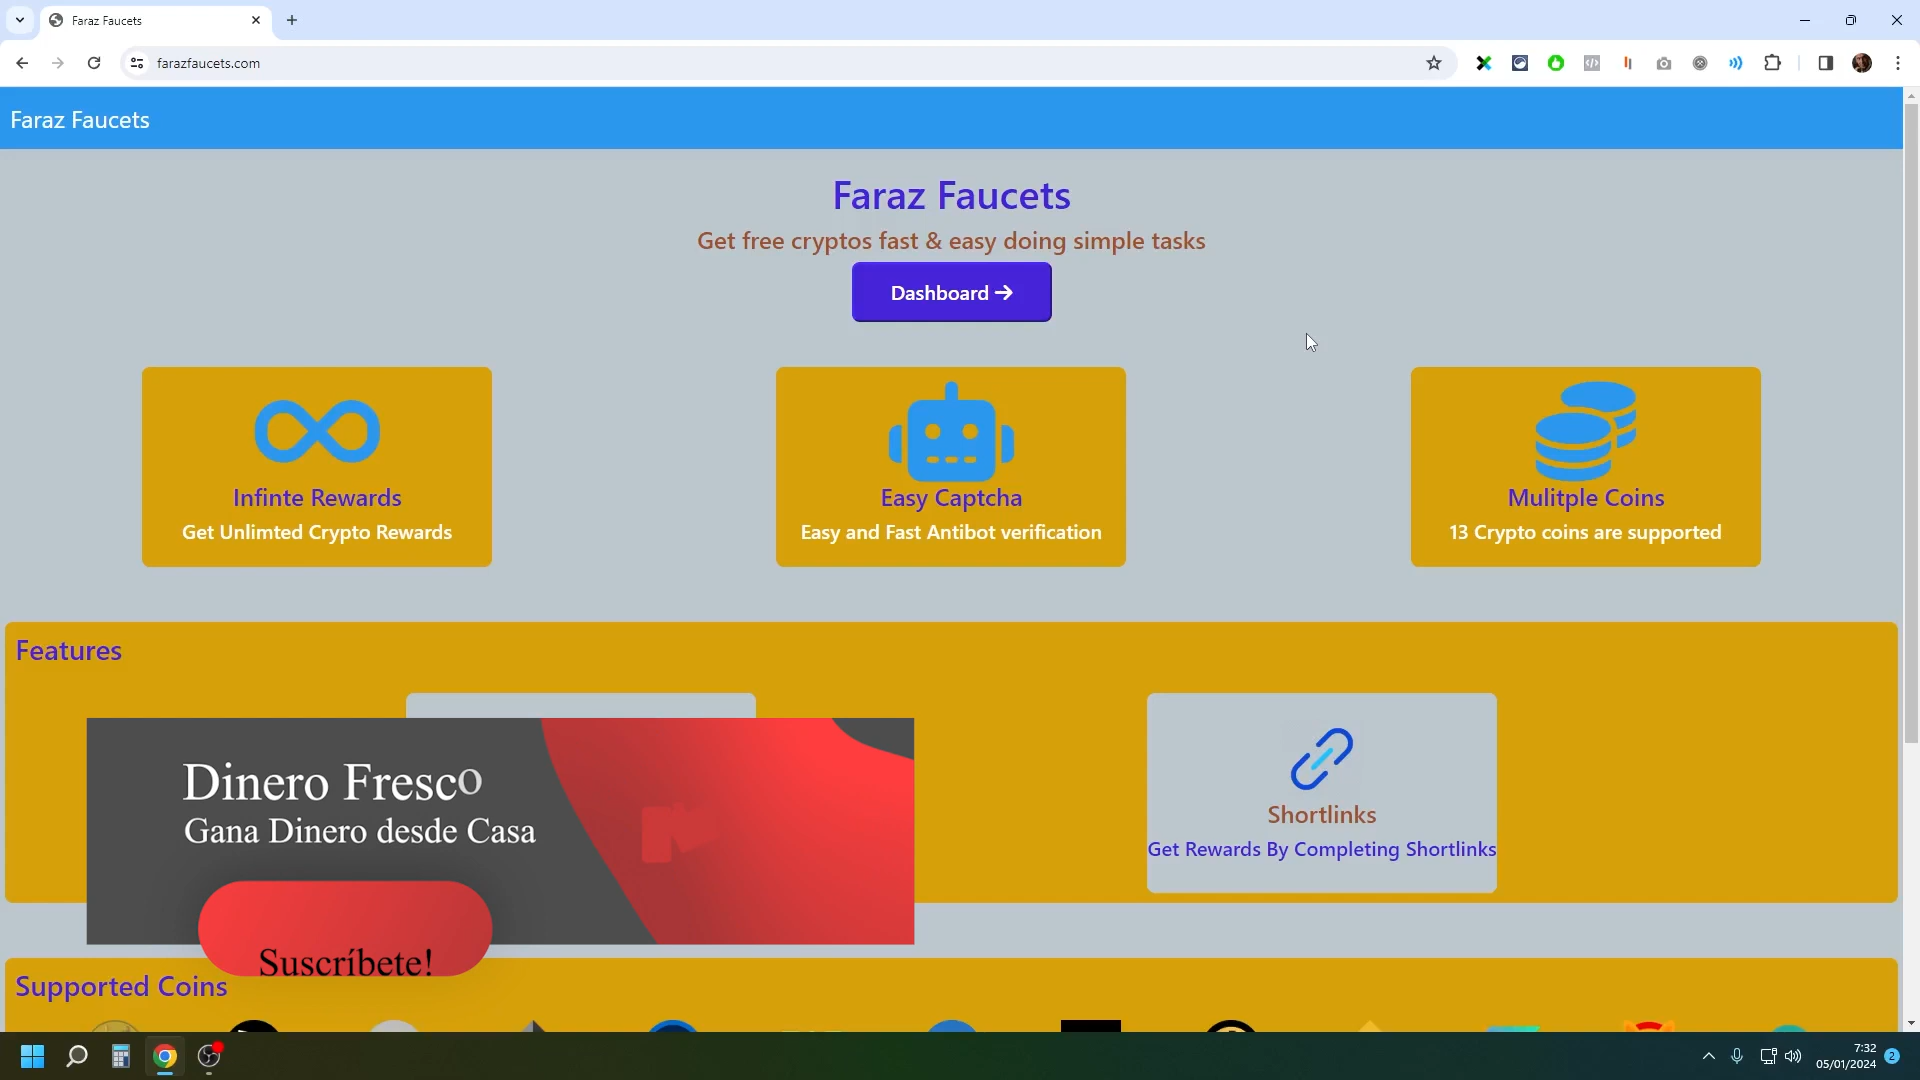 Faraz Faucets
farazfaucets.com
Faraz Faucets
Faraz Faucets
Get free cryptos fast & easy doing simple tasks
Dashboard
Infinte Rewards
Get Unlimted Crypto Rewards
Easy Captcha
Easy and Fast Antibot verification
Mulitple Coins
13 Crypto coins are supported
Features
Shortlinks
Get Rewards By Completing Shortlinks
Dinero Fresco
Gana Dinero desde Casa
Suscríbete!
Supported Coins
7:32
05/01/2024
2